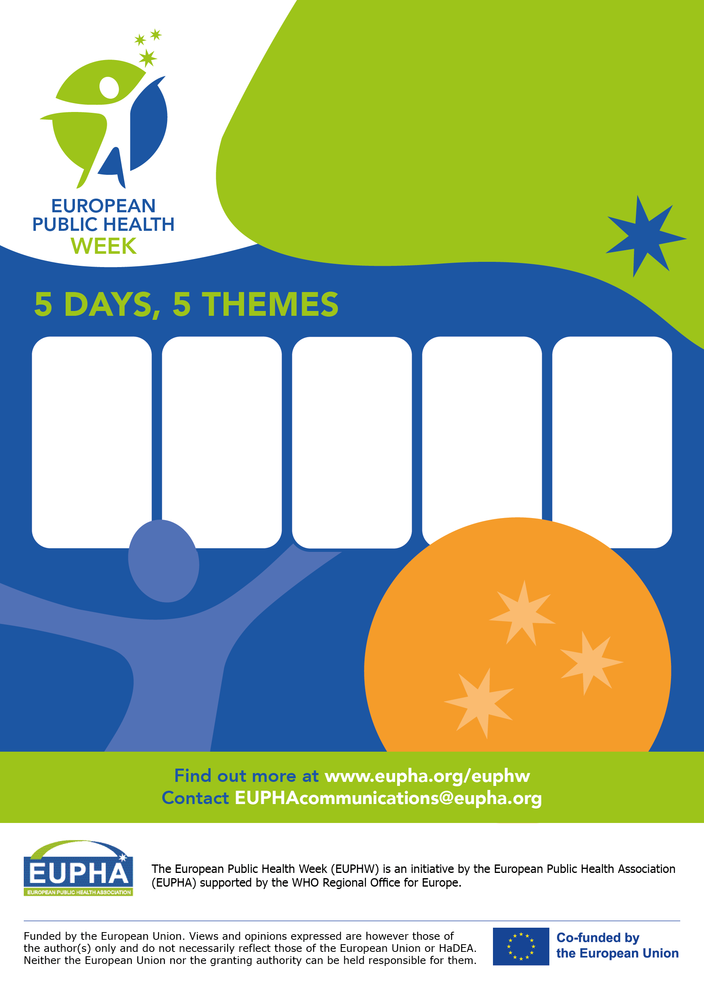 EUROPEAN
PUBLIC HEALTH
WEEK
5 DAYS, 5 THEMES
Find out more at www.eupha.org/euphw
Contact EUPHAcommunications@eupha.org
EUPHA
EUROPEAN PUBLIC HEALTH ASSOCIATION
The European Public Health Week (EUPHW) is an initiative by the European Public Health Association
(EUPHA) supported by the WHO Regional Office for Europe.
Funded by the European Union. Views and opinions expressed are however those of
the author(s) only and do not necessarily reflect those of the European Union or HaDEA.
Neither the European Union nor the granting authority can be held responsible for them.
Co-funded by
the European Union